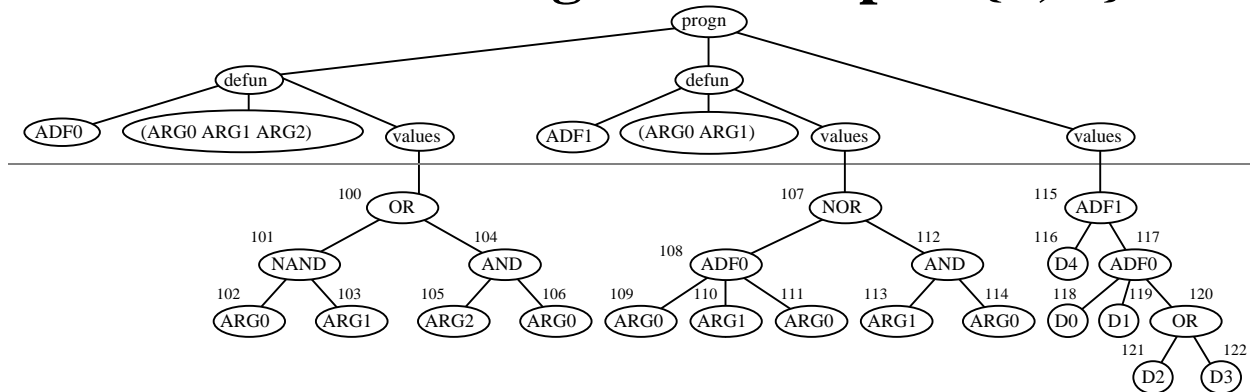 progn
defun defun
ADF0 (ARG0 ARG1 ARG2) values ADF1 (ARG0 ARG1) values values
100 OR 107 NOR 115 ADF1
101 NAND 104 AND 108 ADF0 112 AND 116 D4 117 ADF0
102 ARG0 103 ARG1 105 ARG2 106 ARG0 109 ARG0 110 ARG1 111 ARG0 113 ARG1 114 ARG0 118 D0 119 D1 120 OR
121 D2 122 D3